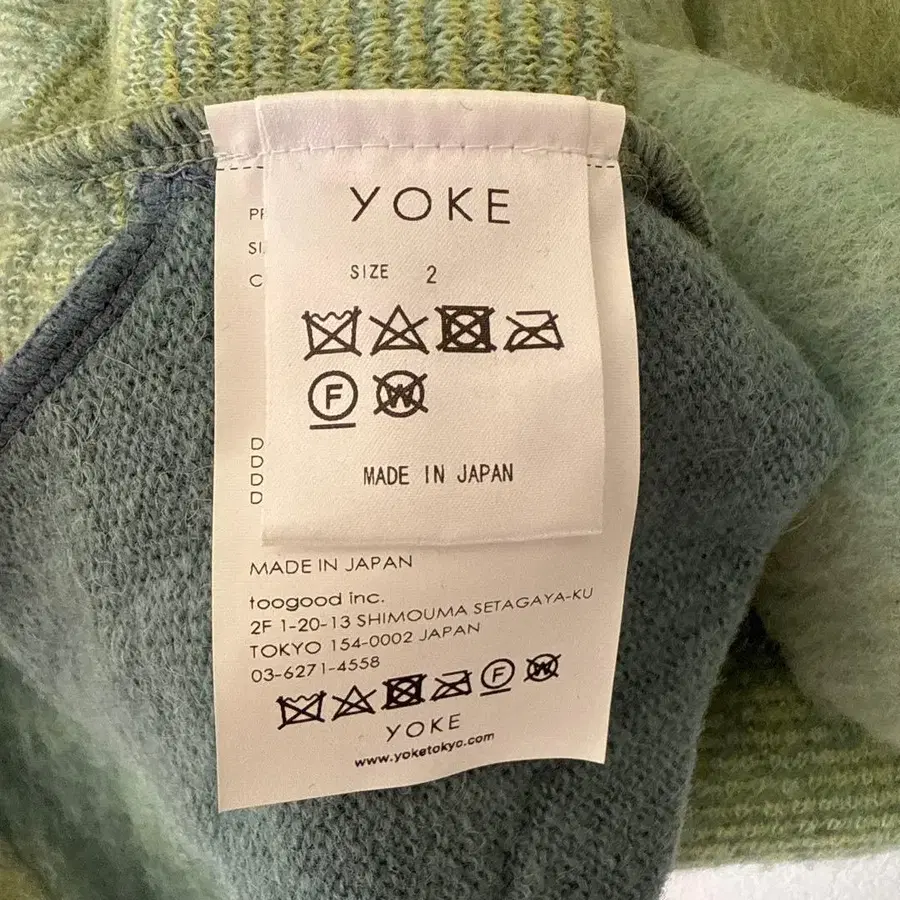 YOKE
SIZE 2
F
W
MADE IN JAPAN
C
D
D
D
D
MADE IN JAPAN
toogood inc.
2F 1-20-13 SHIMOUMA SETAGAYA-KU
TOKYO 154-0002 JAPAN
03-6271-4558
F W
YOKE
www.yoketokyo.com